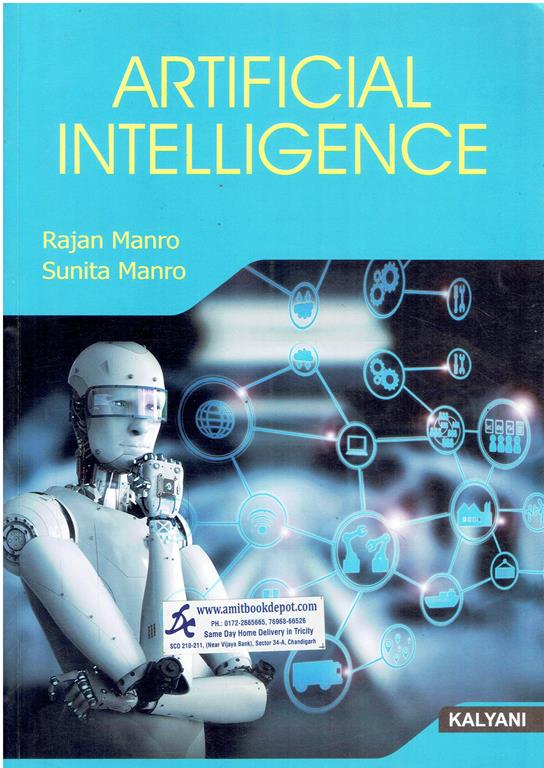 ARTIFICIAL
INTELLIGENCE
Rajan Manro
Sunita Manro
www.amitbookdepot.com
PH.: 0172-2665665, 76968-66526
Same Day Home Delivery in Tricity
SCO 210-211, (Near Vijaya Bank), Sector 34-A, Chandigarh
KALYANI